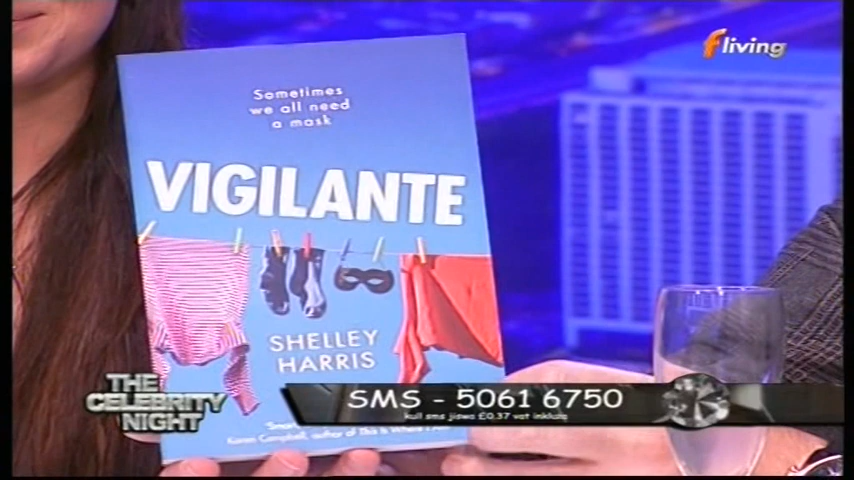 f living
Sometimes
we all need
a mask
VIGILANTE
SHELLEY
HARRIS
THE
CELEBRITY
NIGHT
SMS - 5061 6750
kull sms jiswa £0.37 vat inkluża
Karen Campbell, author of This is Where I Am